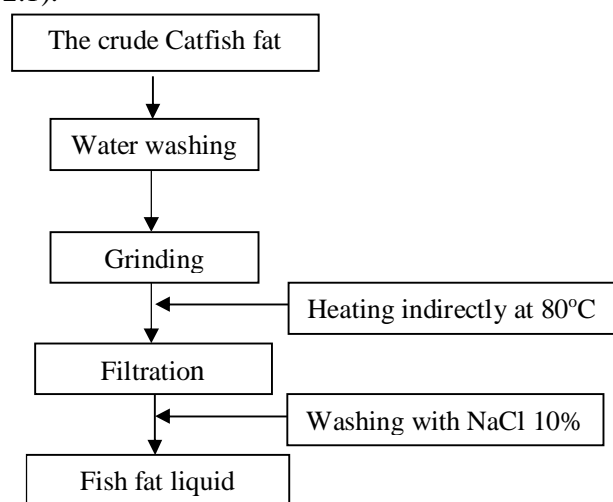 2.1).
The crude Catfish fat
Water washing
Grinding
Heating indirectly at 80°C
Filtration
Washing with NaCl 10%
Fish fat liquid